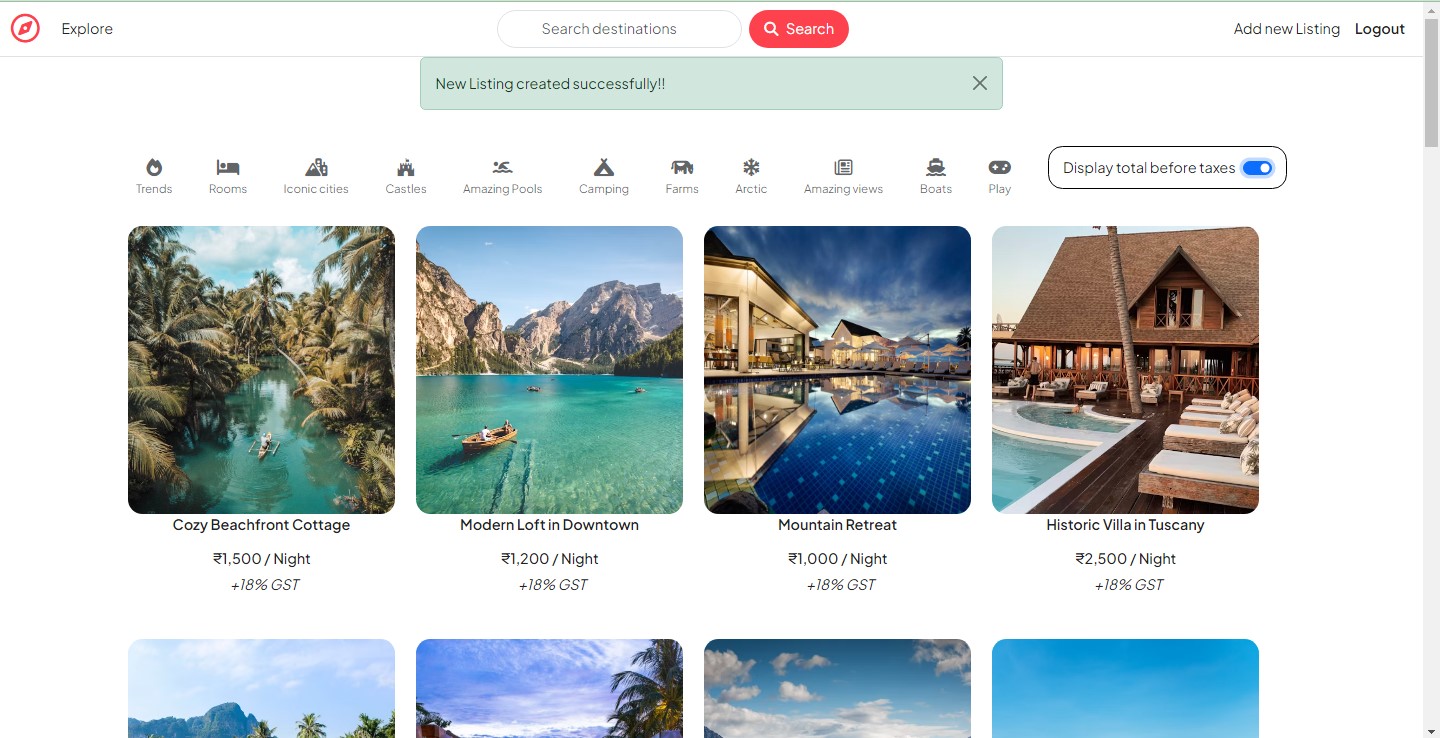 Explore
Search destinations
Search
Add new Listing
Logout
New Listing created successfully!!
Trends
Rooms
Iconic cities
Castles
Amazing Pools
Camping
Farms
Arctic
Amazing views
Boats
Play
Display total before taxes
Cozy Beachfront Cottage
₹1,500 / Night
+18% GST
Modern Loft in Downtown
₹1,200 / Night
+18% GST
Mountain Retreat
₹1,000 / Night
+18% GST
Historic Villa in Tuscany
₹2,500 / Night
+18% GST